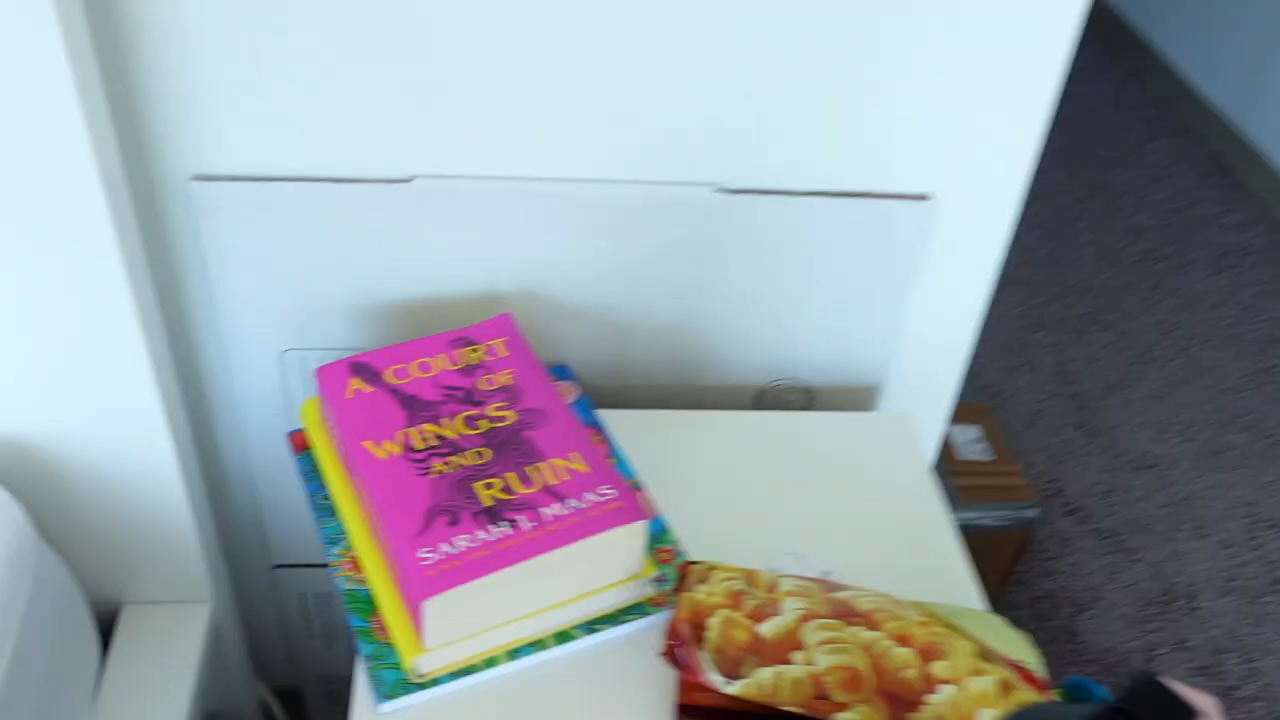 A COURT
OF
WINGS
AND
RUIN
SARAH J. MAAS